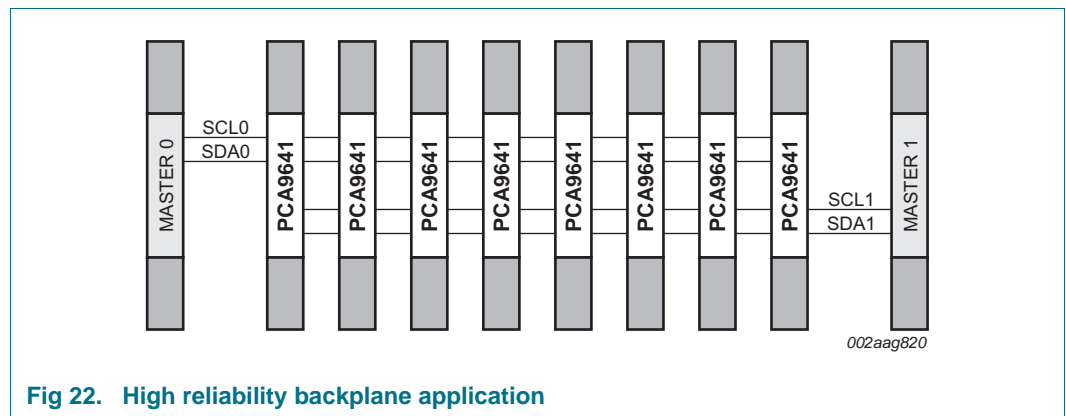 MASTER 0
SCL0
SDA0
PCA9641
PCA9641
PCA9641
PCA9641
PCA9641
PCA9641
PCA9641
PCA9641
SCL1
SDA1
MASTER 1
002aag820
Fig 22. High reliability backplane application